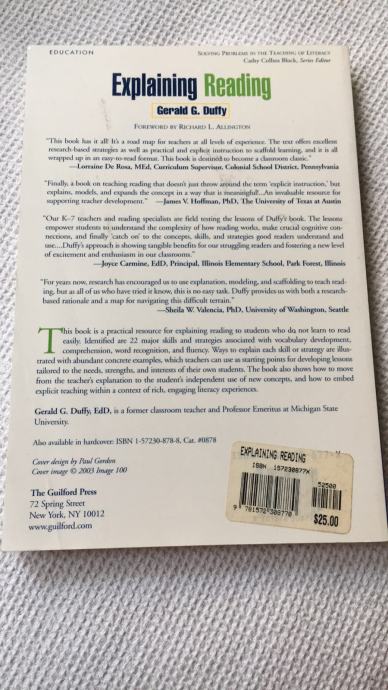 EDUCATION
SOLVING PROBLEMS IN THE TEACHING OF LITERACY
Cathy Collins Block, Series Editor
Explaining Reading
Gerald G. Duffy
FOREWORD BY RICHARD L. ALLINGTON
"This book has it all! It's a road map for teachers at all levels of experience. The text offers excellent
research-based strategies as well as practical and explicit instruction to scaffold learning, and it is all
wrapped up in an easy-to-read format. This book is destined to become a classroom classic."
—Lorraine De Rosa, MEd, Curriculum Supervisor, Colonial School District, Pennsylvania
"Finally, a book on teaching reading that doesn't just throw around the term 'explicit instruction,' but
explains, models, and expands the concept in a way that is meaningful!...An invaluable resource for
supporting teacher development." —James V. Hoffman, PhD, The University of Texas at Austin
"Our K–7 teachers and reading specialists are field testing the lessons of Duffy's book. The lessons
empower students to understand the complexity of how reading works, make crucial cognitive con-
nections, and finally 'catch on' to the concepts, skills, and strategies good readers understand and
use....Duffy's approach is showing tangible benefits for our struggling readers and fostering a new level
of excitement and enthusiasm in our classrooms."
—Joyce Carmine, EdD, Principal, Illinois Elementary School, Park Forest, Illinois
"For years now, research has encouraged us to use explanation, modeling, and scaffolding to teach read-
ing, but as all of us who have tried it know, this is no easy task. Duffy provides us with both a research-
based rationale and a map for navigating this difficult terrain."
—Sheila W. Valencia, PhD, University of Washington, Seattle
This book is a practical resource for explaining reading to students who do not learn to read
easily. Identified are 22 major skills and strategies associated with vocabulary development,
comprehension, word recognition, and fluency. Ways to explain each skill or strategy are illus-
trated with abundant concrete examples, which teachers can use as starting points for developing lessons
tailored to the needs, strengths, and interests of their own students. The book also shows how to move
from the teacher's explanation to the student's independent use of new concepts, and how to embed
explicit teaching within a context of rich, engaging literacy experiences.
Gerald G. Duffy, EdD, is a former classroom teacher and Professor Emeritus at Michigan State
University.
Also available in hardcover: ISBN 1-57230-878-8, Cat. #0878
Cover design by Paul Gordon
Cover image © 2003 Image 100
The Guilford Press
72 Spring Street
New York, NY 10012
www.guilford.com
EXPLAINING READING
ISBN 157230877X
52500
9 781572 308770
$25.00